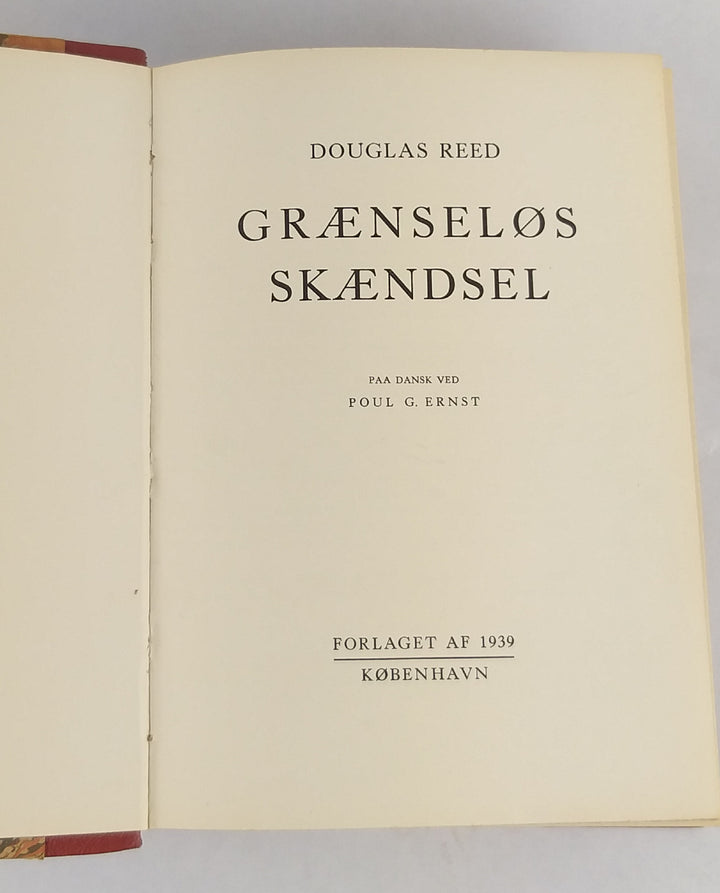 DOUGLAS REED
GRÆNSELØS
SKÆNDSEL
PAA DANSK VED
POUL G. ERNST
FORLAGET AF 1939
KØBENHAVN